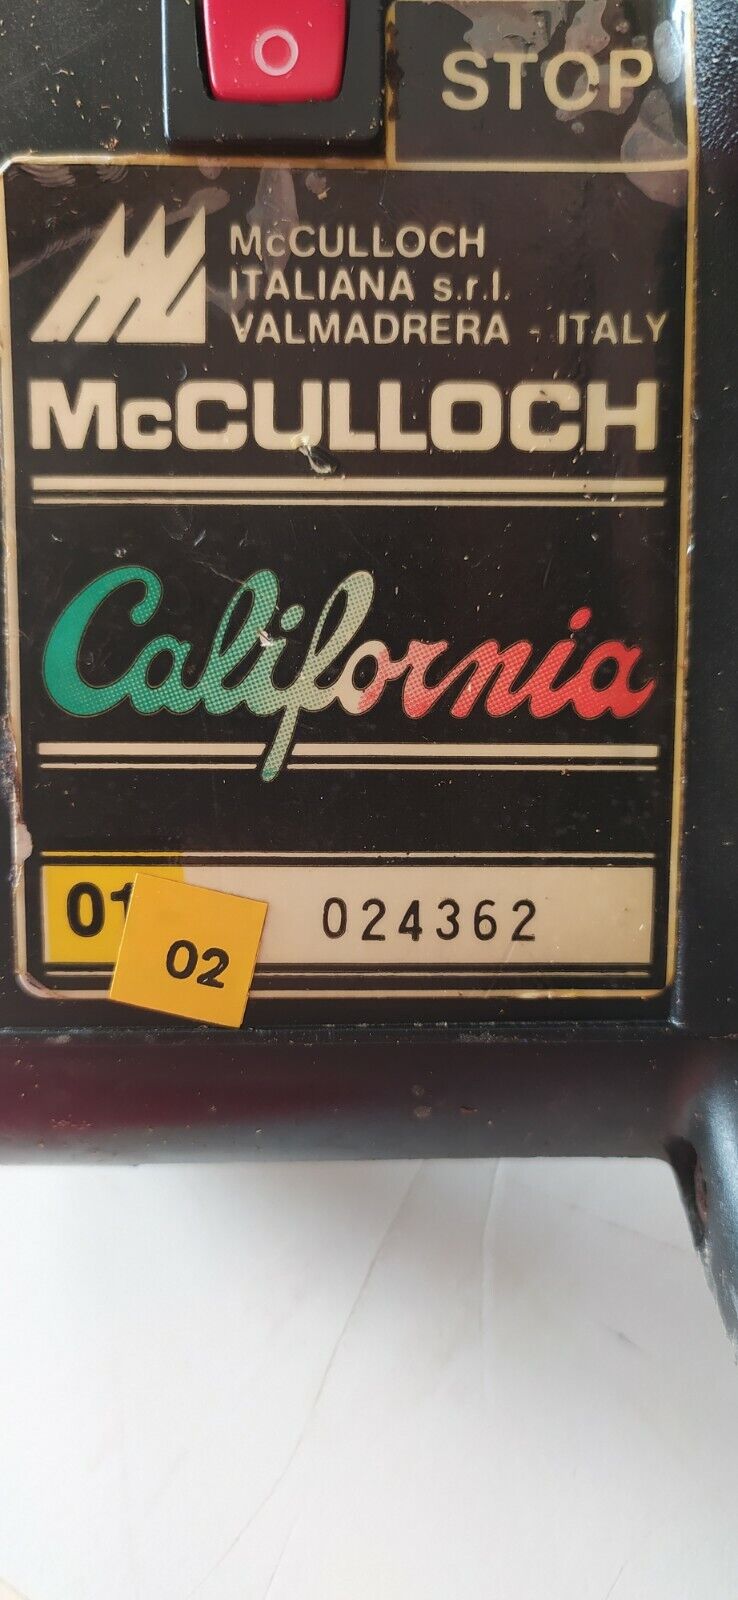 O
STOP
McCULLOCH
ITALIANA s.r.l.
VALMADRERA - ITALY
McCULLOCH
California
01
02
024362